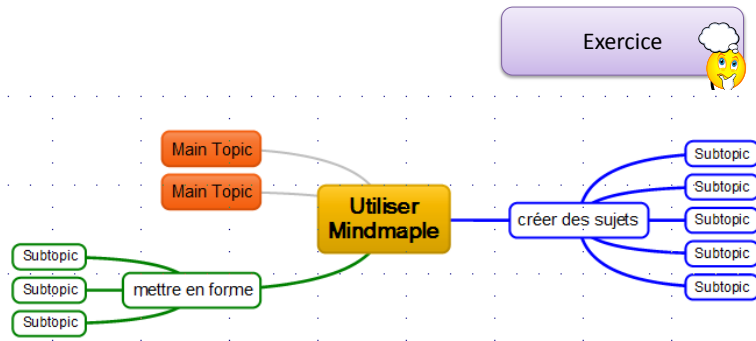 Exercice
Main Topic
Main Topic
Utiliser
Mindmaple
créer des sujets
Subtopic
Subtopic
Subtopic
Subtopic
Subtopic
mettre en forme
Subtopic
Subtopic
Subtopic